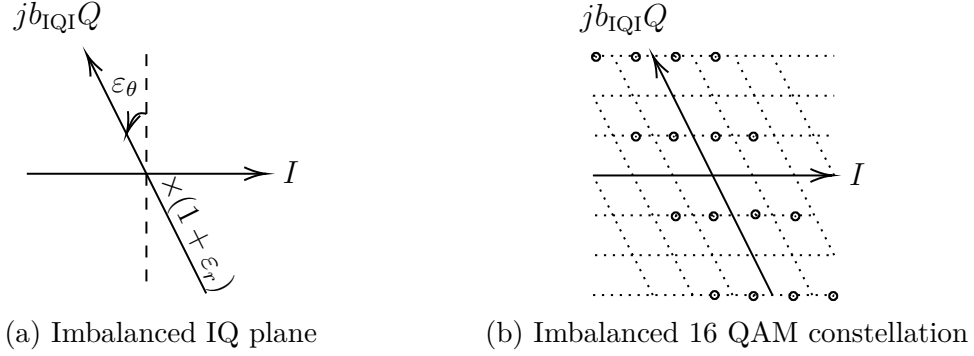 jb_IQI Q
ε_θ
I
×(1 + ε_r)
(a) Imbalanced IQ plane
jb_IQI Q
I
(b) Imbalanced 16 QAM constellation